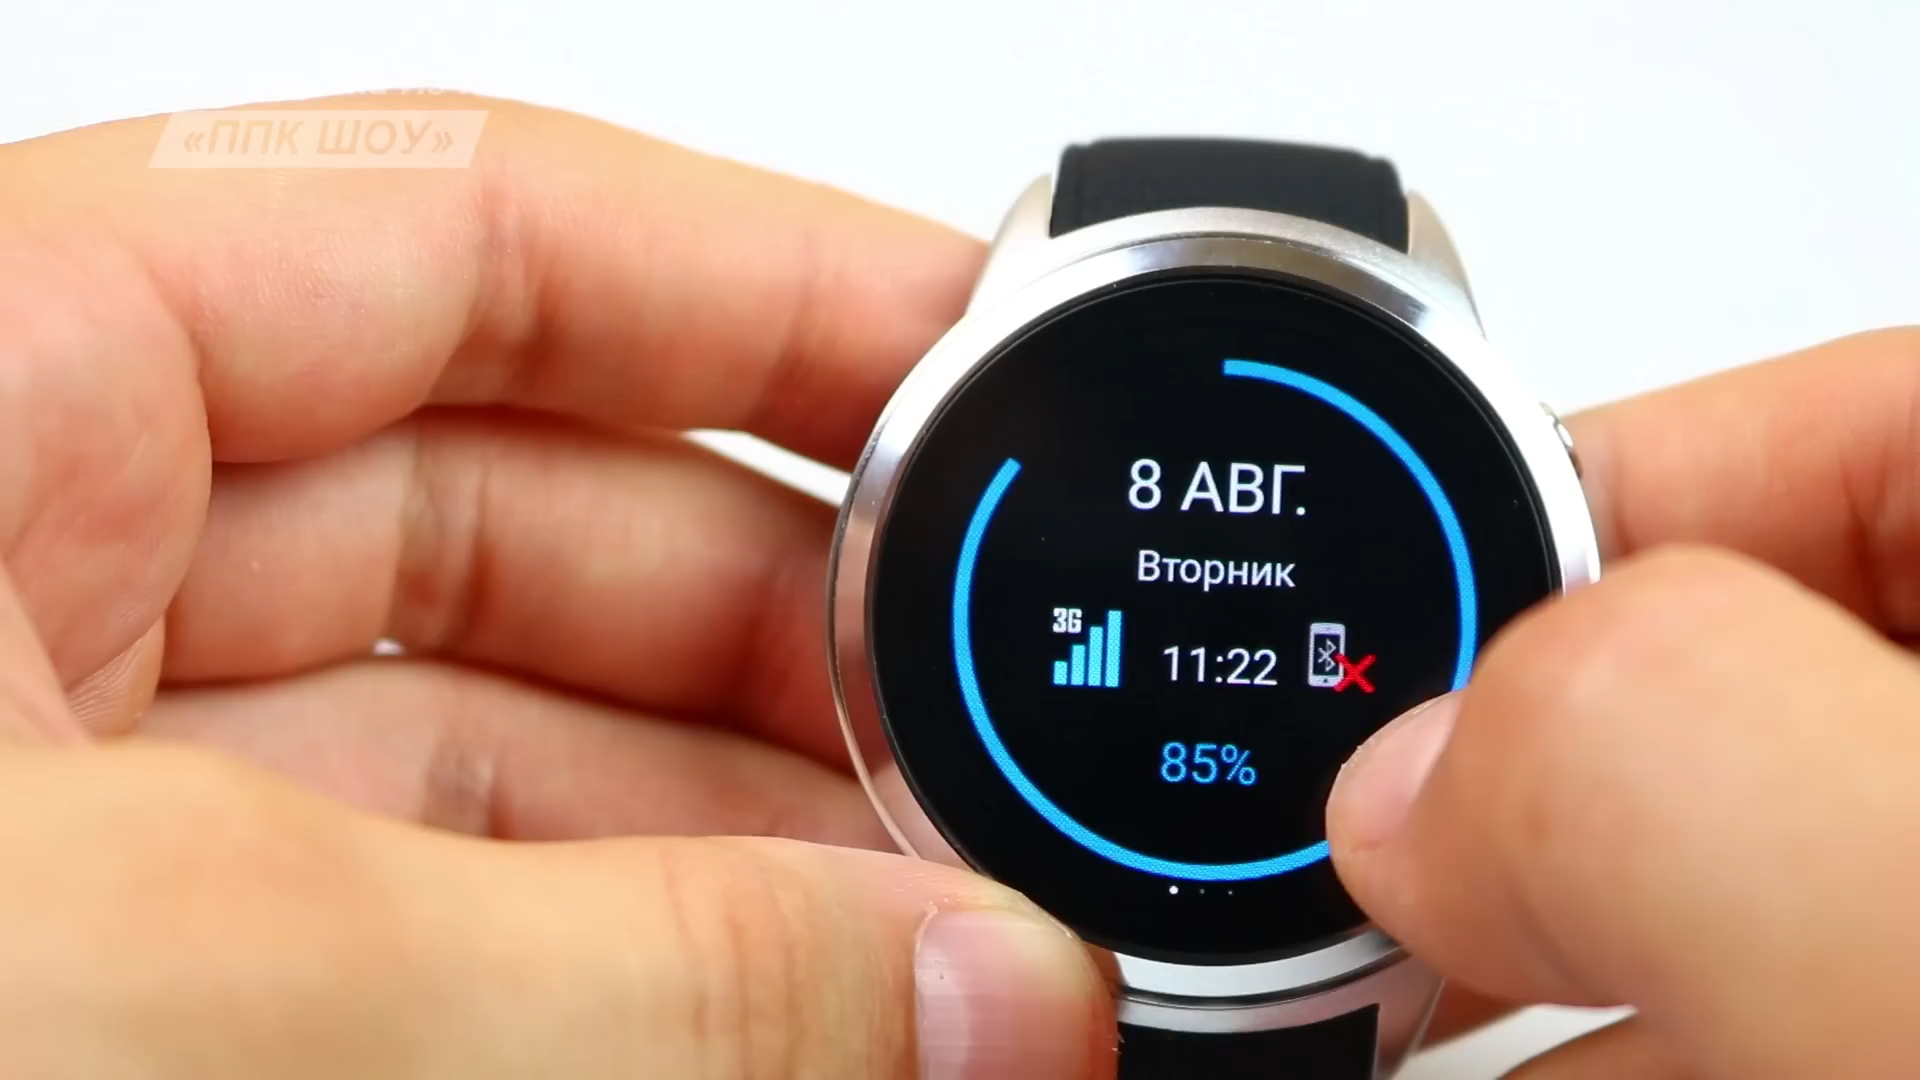 «ППК ШОУ»
8 АВГ.
Вторник
3G
11:22
85%